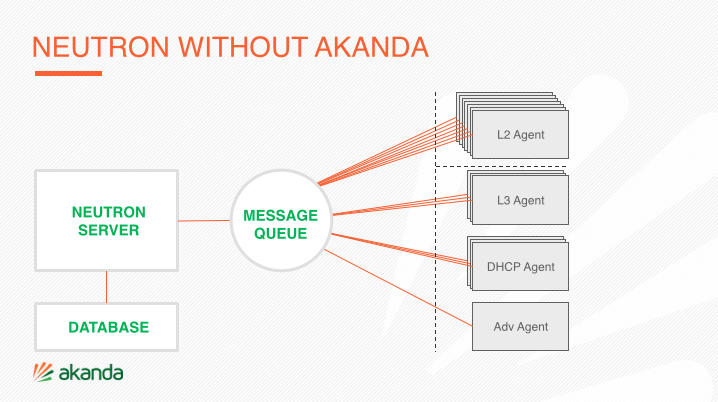 NEUTRON WITHOUT AKANDA
L2 Agent
NEUTRON
SERVER
MESSAGE
QUEUE
L3 Agent
DHCP Agent
DATABASE
Adv Agent
akanda